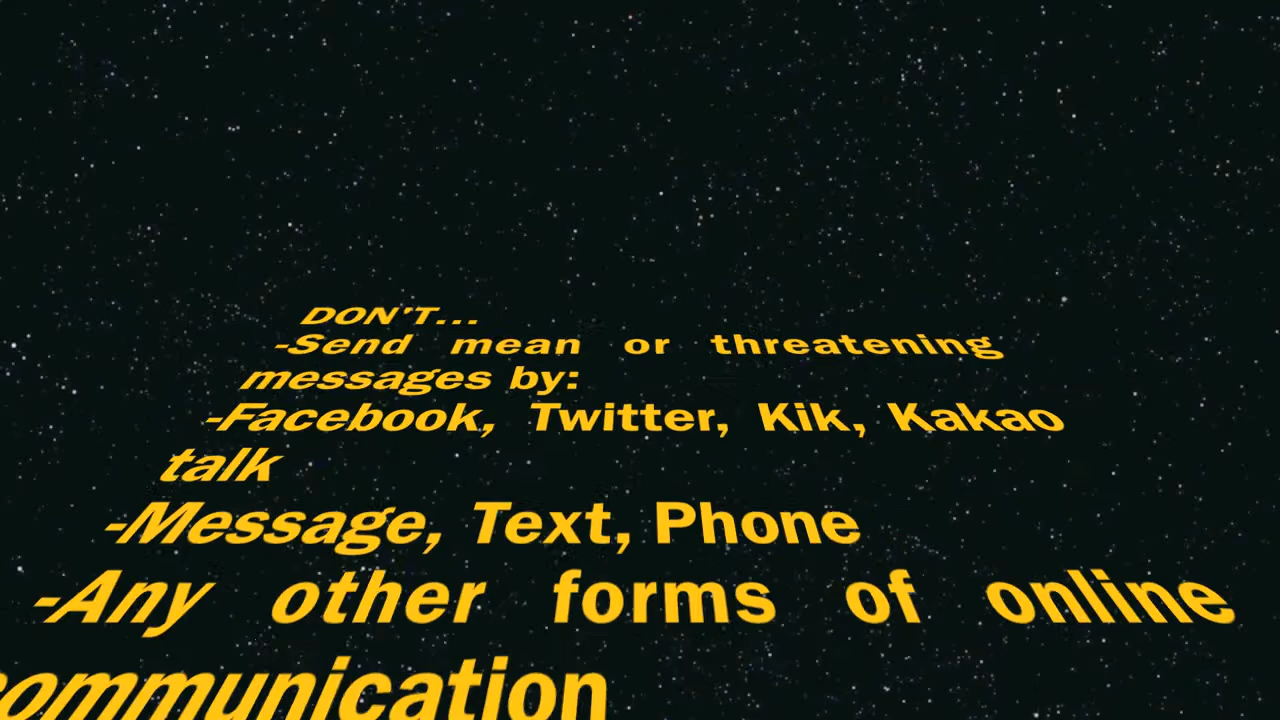 DON'T...
-Send mean or threatening
messages by:
-Facebook, Twitter, Kik, Kakao
talk
-Message, Text, Phone
-Any other forms of online
communication